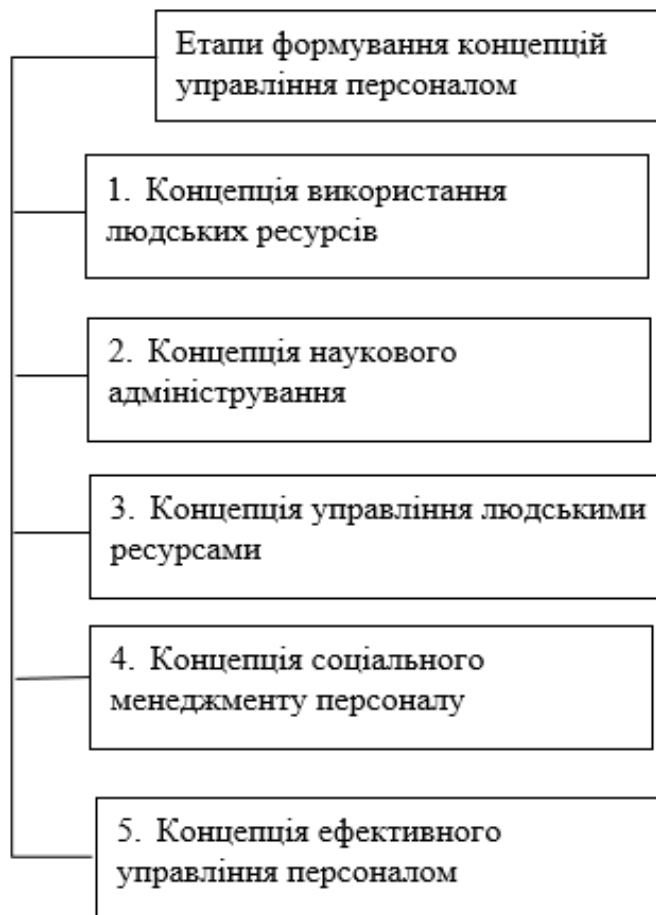 Етапи формування концепцій
управління персоналом
1. Концепція використання
людських ресурсів
2. Концепція наукового
адміністрування
3. Концепція управління людськими
ресурсами
4. Концепція соціального
менеджменту персоналу
5. Концепція ефективного
управління персоналом